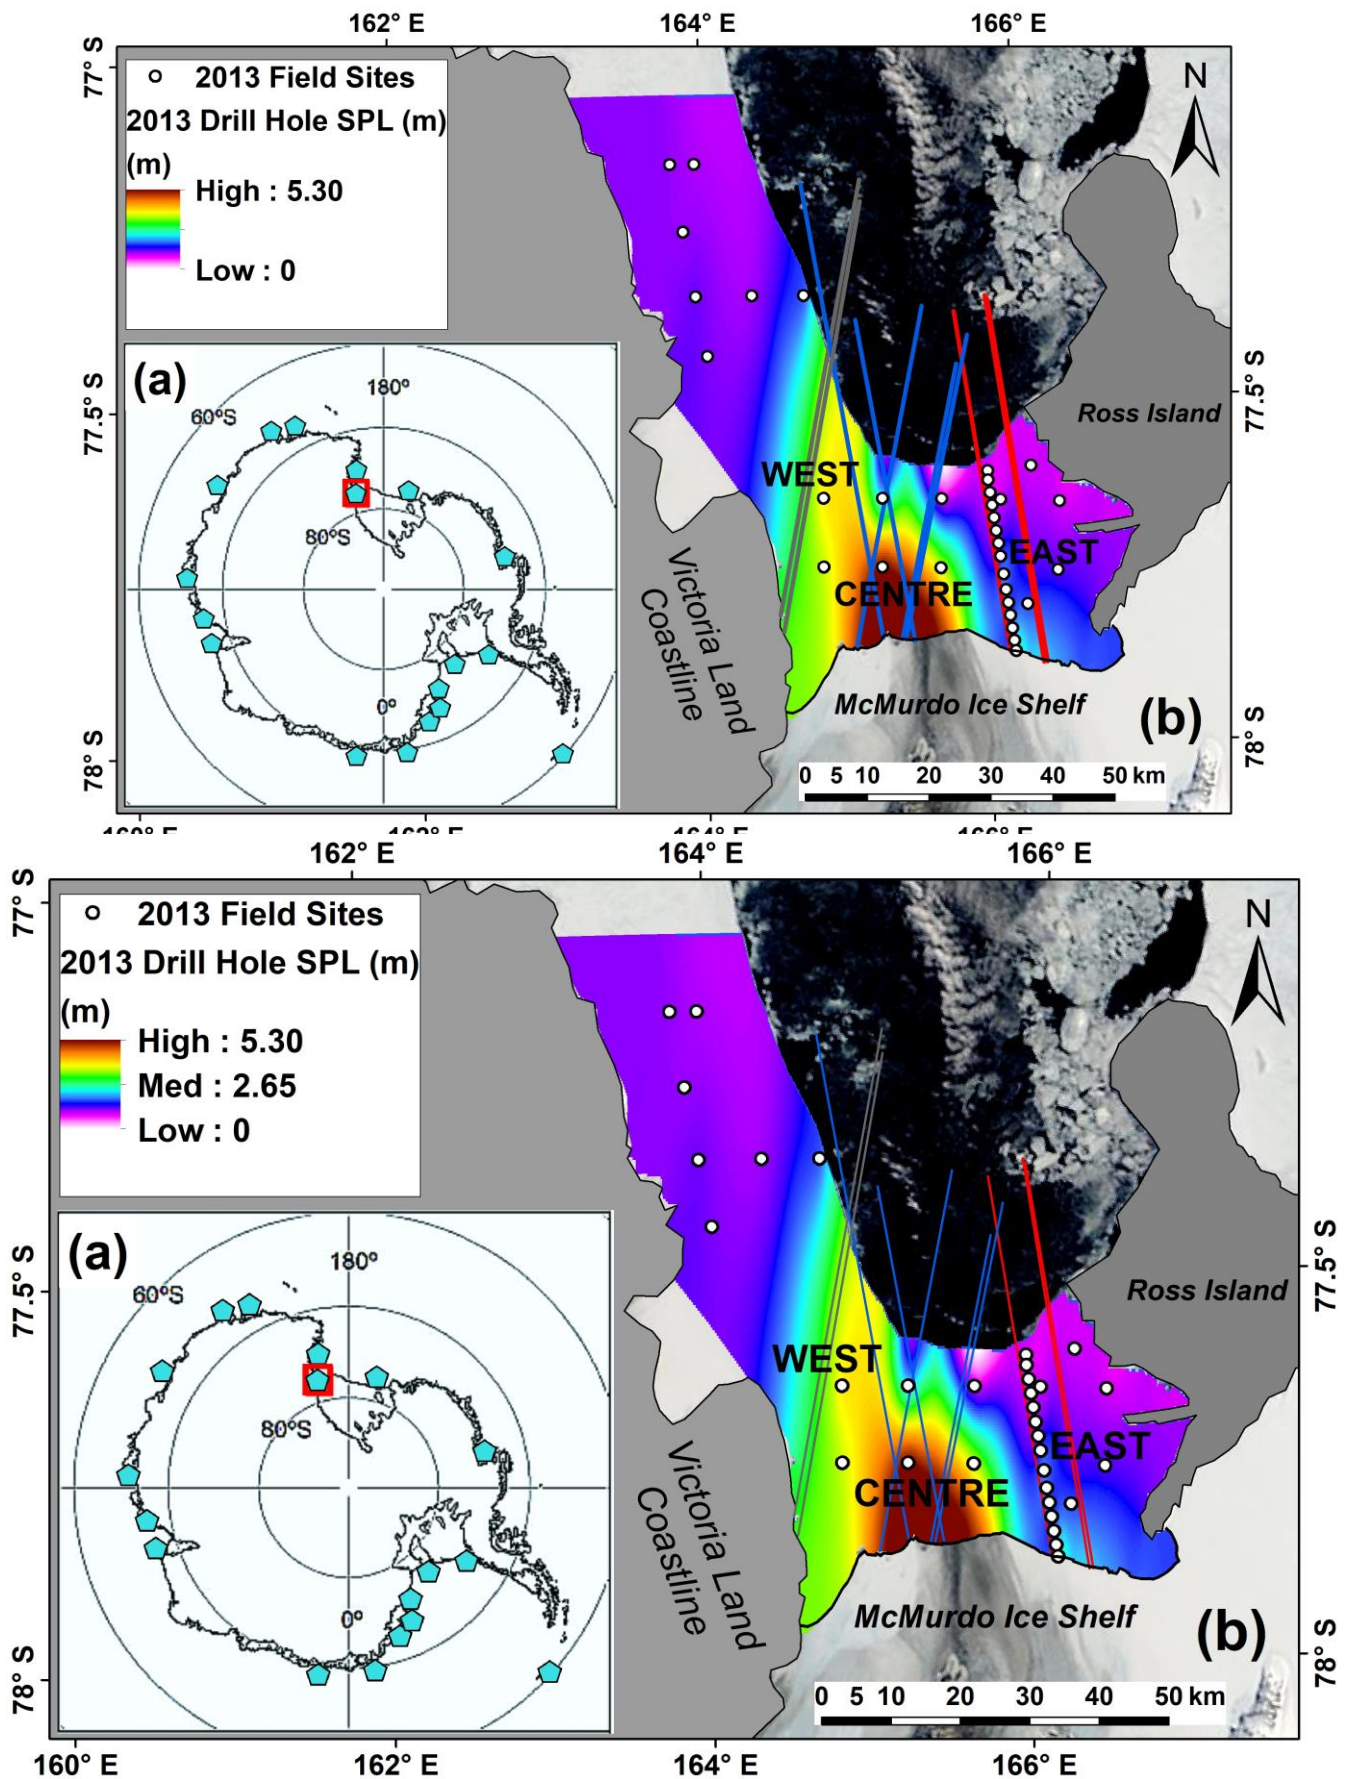 162° E 164° E 166° E
77° S
2013 Field Sites
2013 Drill Hole SPL (m)
(m)
High : 5.30
Low : 0
N
(a)
180°
60°S
80°S
0°
77.5° S
77.5° S
Ross Island
WEST
EAST
CENTRE
Victoria Land
Coastline
McMurdo Ice Shelf
(b)
78° S
78° S
0 5 10 20 30 40 50 km
160° E 162° E 164° E 166° E
162° E 164° E 166° E
77° S
2013 Field Sites
2013 Drill Hole SPL (m)
(m)
High : 5.30
Med : 2.65
Low : 0
N
(a)
180°
60°S
80°S
0°
77.5° S
77.5° S
Ross Island
WEST
EAST
CENTRE
Victoria Land
Coastline
McMurdo Ice Shelf
(b)
78° S
78° S
0 5 10 20 30 40 50 km
160° E 162° E 164° E 166° E